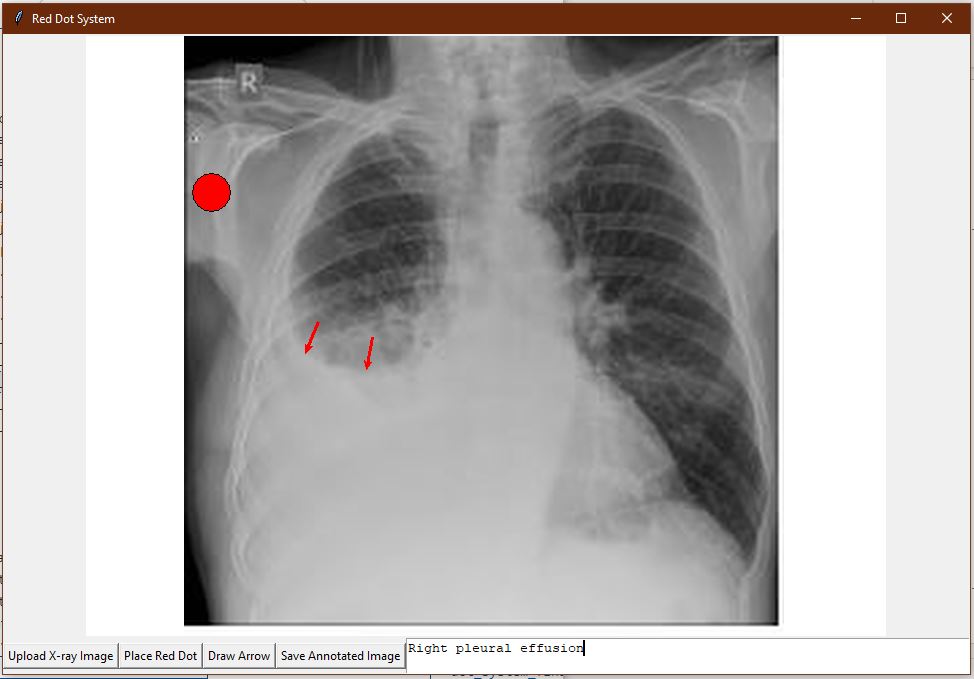 Red Dot System
R
Upload X-ray Image Place Red Dot Draw Arrow Save Annotated Image Right pleural effusion